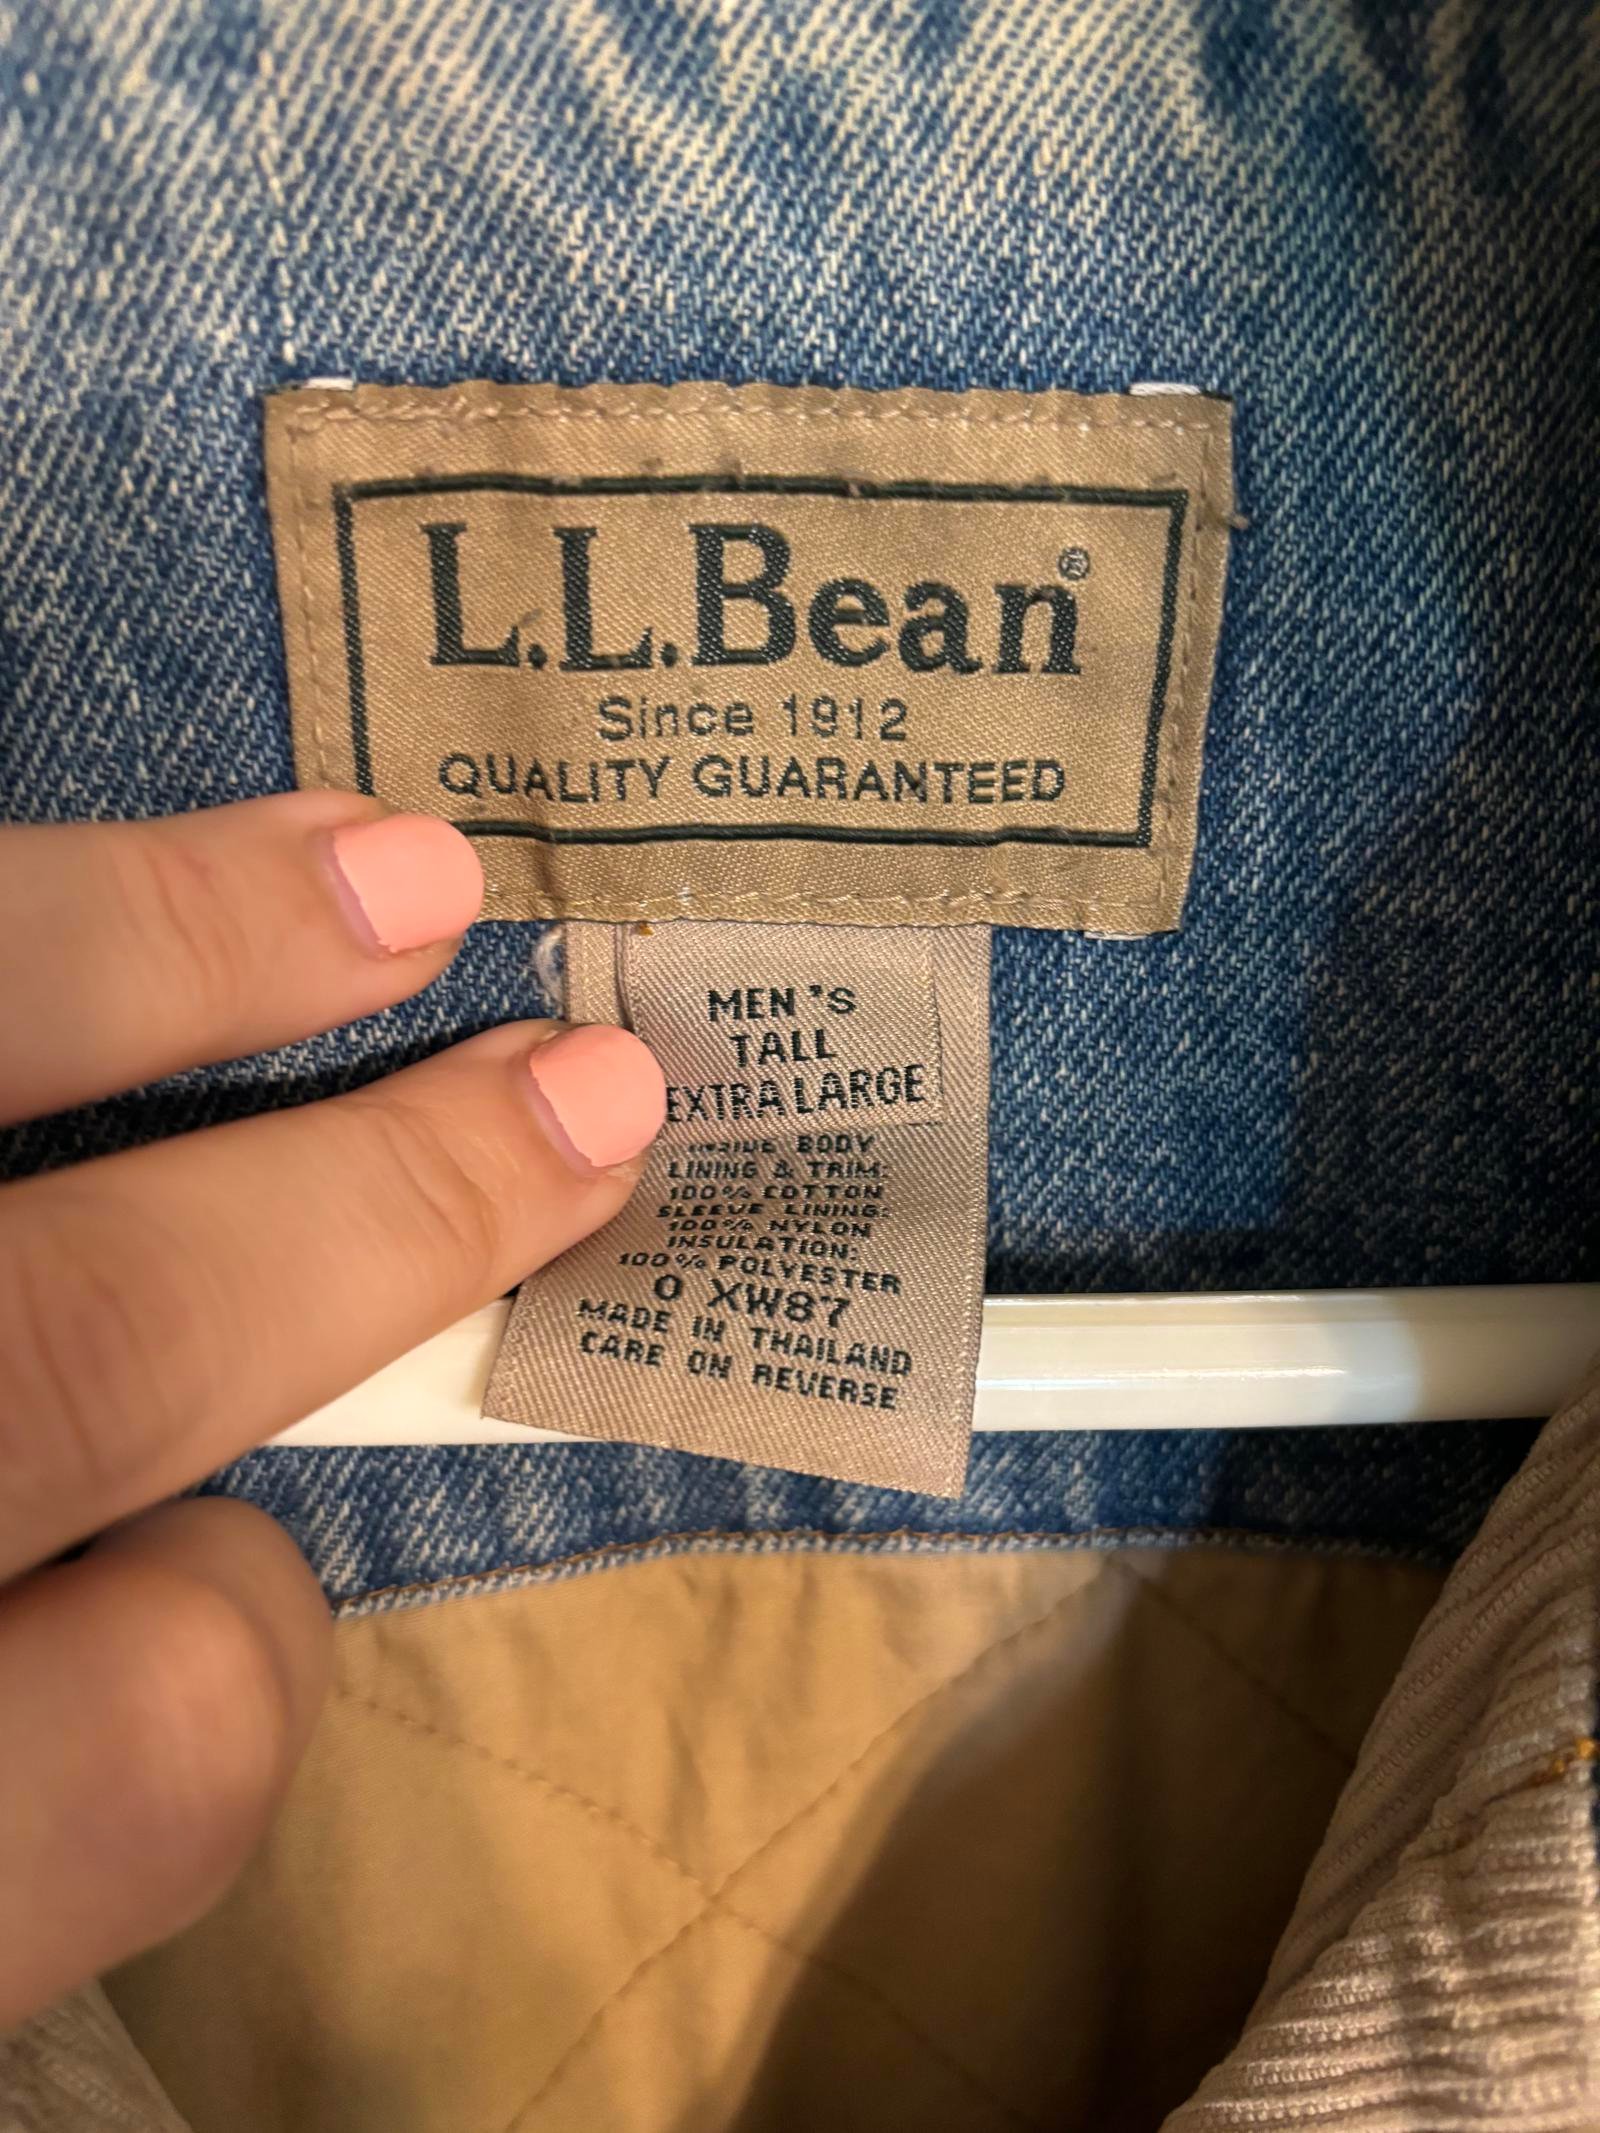 L.L.Bean®
Since 1912
QUALITY GUARANTEED
MEN'S
TALL
EXTRA LARGE
INSIDE BODY
LINING & TRIM:
100% COTTON
SLEEVE LINING:
100% NYLON
INSULATION:
100% POLYESTER
0 XW87
MADE IN THAILAND
CARE ON REVERSE